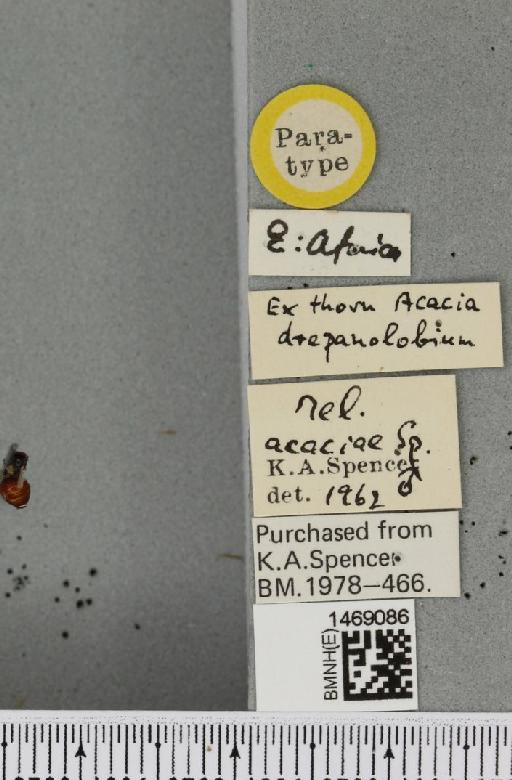 Para-
type
E: Africa
Ex thorn Acacia
drepanolobium
Mel.
acaciae Sp.
K.A.Spencer
det. 1962 ♂
Purchased from
K.A.Spencer
BM.1978–466.
1469086
BMNH(E)